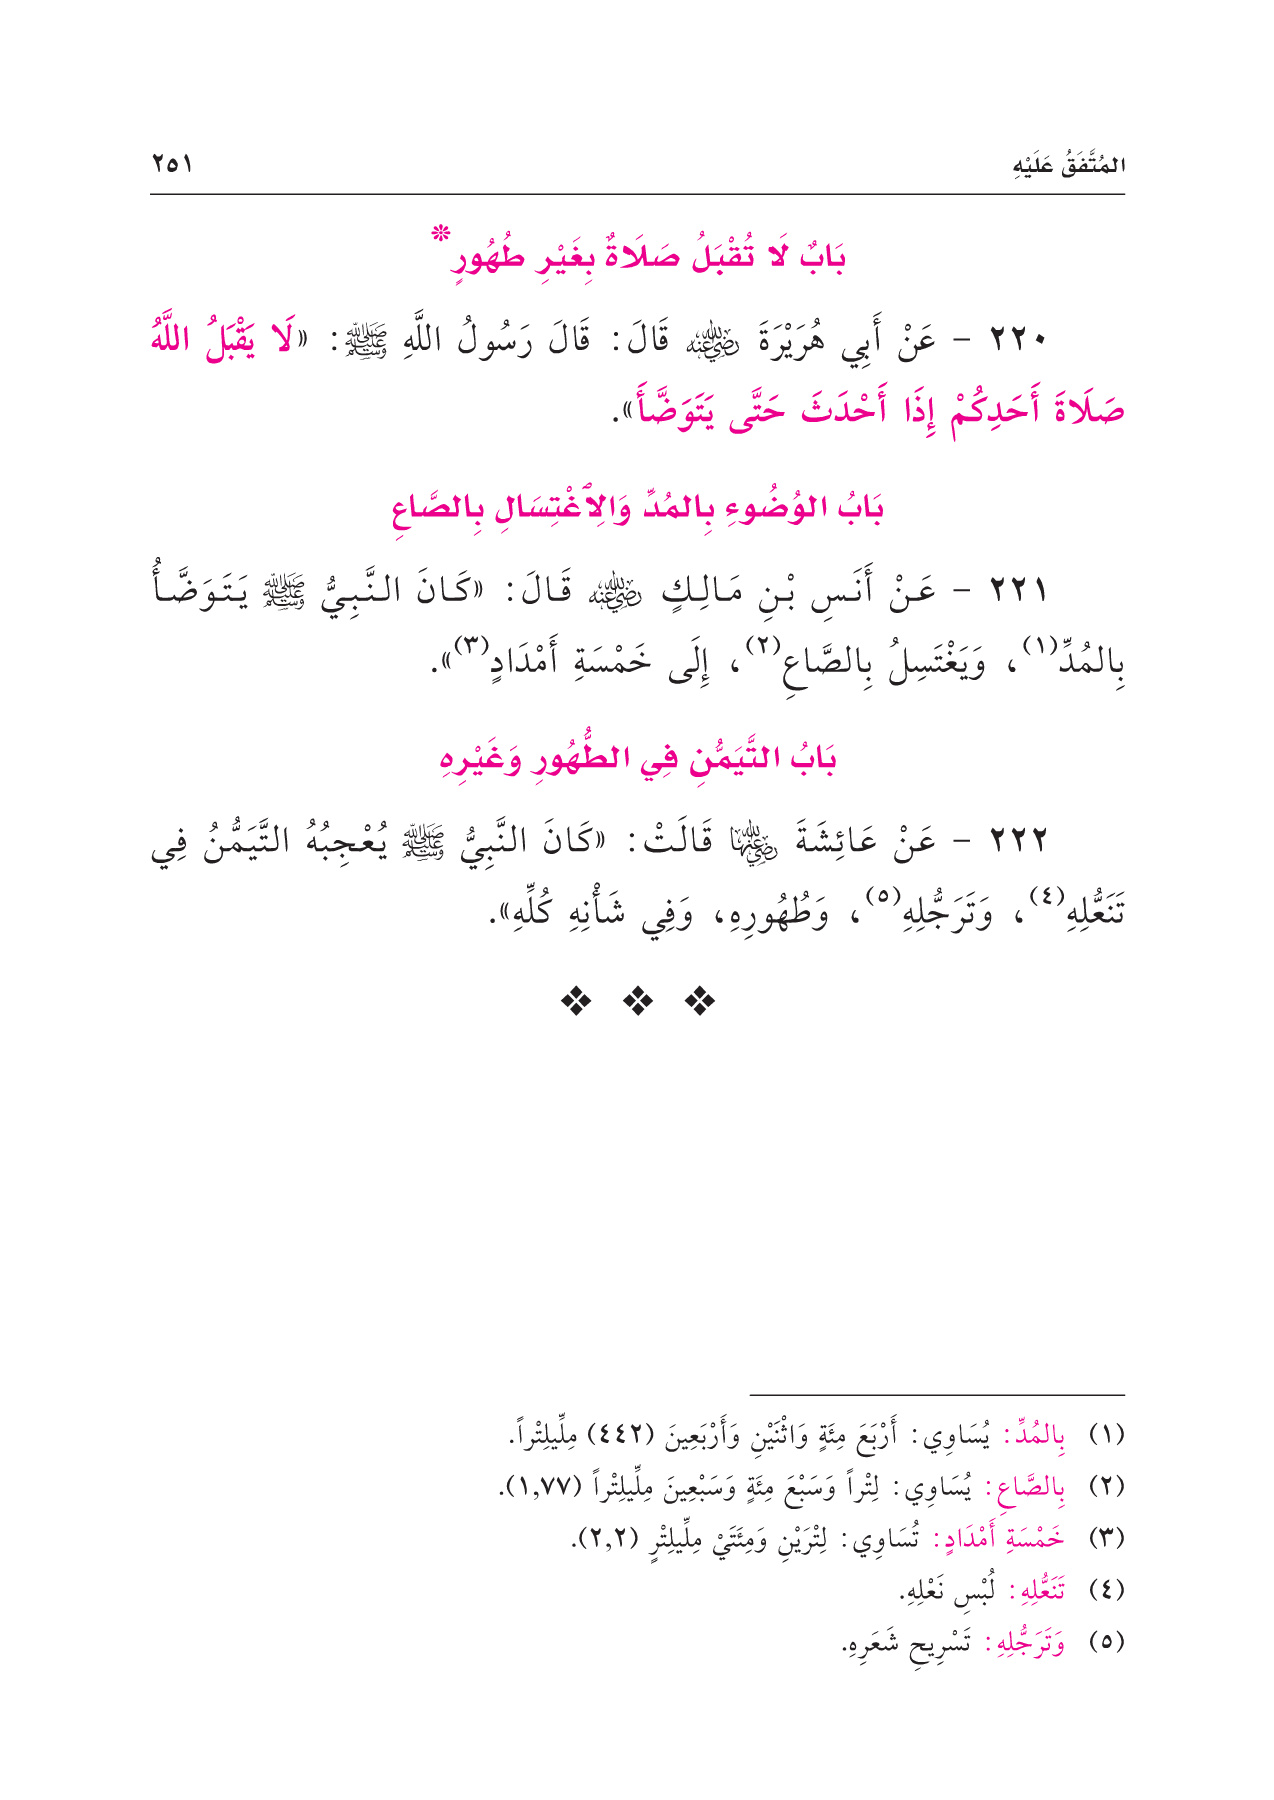 المُتَّفَقُ عَلَيْهِ ٢٥١
بَابٌ لَا تُقْبَلُ صَلَاةٌ بِغَيْرِ طُهُورٍ*
٢٢٠ - عَنْ أَبِي هُرَيْرَةَ رضي الله عنه قَالَ: قَالَ رَسُولُ اللَّهِ ﷺ: «لَا يَقْبَلُ اللَّهُ
صَلَاةَ أَحَدِكُمْ إِذَا أَحْدَثَ حَتَّى يَتَوَضَّأَ».
بَابُ الوُضُوءِ بِالمُدِّ وَالِاغْتِسَالِ بِالصَّاعِ
٢٢١ - عَنْ أَنَسِ بْنِ مَالِكٍ رضي الله عنه قَالَ: «كَانَ النَّبِيُّ ﷺ يَتَوَضَّأُ
بِالمُدِّ(١)، وَيَغْتَسِلُ بِالصَّاعِ(٢)، إِلَى خَمْسَةِ أَمْدَادٍ(٣)».
بَابُ التَّيَمُّنِ فِي الطُّهُورِ وَغَيْرِهِ
٢٢٢ - عَنْ عَائِشَةَ رضي الله عنها قَالَتْ: «كَانَ النَّبِيُّ ﷺ يُعْجِبُهُ التَّيَمُّنُ فِي
تَنَعُّلِهِ(٤)، وَتَرَجُّلِهِ(٥)، وَطُهُورِهِ، وَفِي شَأْنِهِ كُلِّهِ».
(١) بِالمُدِّ: يُسَاوِي: أَرْبَعَ مِئَةٍ وَاثْنَيْنِ وَأَرْبَعِينَ (٤٤٢) مِلِّيلِتْراً.
(٢) بِالصَّاعِ: يُسَاوِي: لِتْراً وَسَبْعَ مِئَةٍ وَسَبْعِينَ مِلِّيلِتْراً (١,٧٧).
(٣) خَمْسَةِ أَمْدَادٍ: تُسَاوِي: لِتْرَيْنِ وَمِئَتَيْ مِلِّيلِتْرٍ (٢,٢).
(٤) تَنَعُّلِهِ: لُبْسِ نَعْلِهِ.
(٥) وَتَرَجُّلِهِ: تَسْرِيحِ شَعَرِهِ.